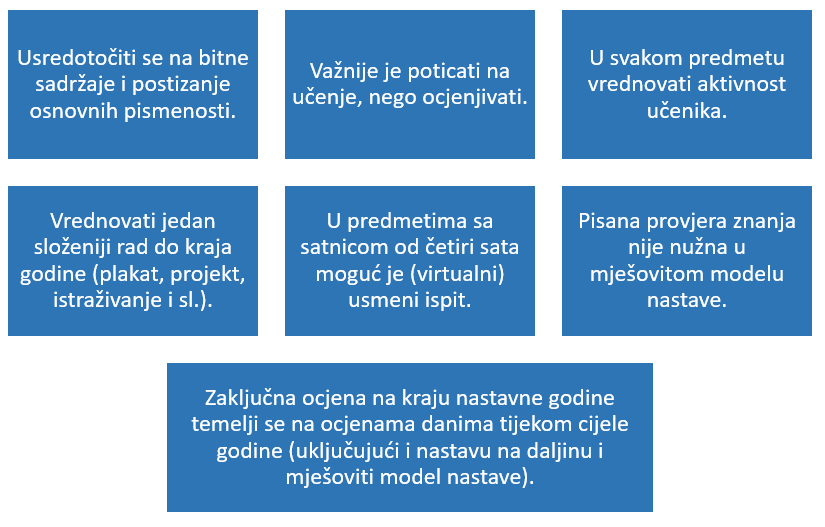 Usredotočiti se na bitne
sadržaje i postizanje
osnovnih pismenosti.
Važnije je poticati na
učenje, nego ocjenjivati.
U svakom predmetu
vrednovati aktivnost
učenika.
Vrednovati jedan
složeniji rad do kraja
godine (plakat, projekt,
istraživanje i sl.).
U predmetima sa
satnicom od četiri sata
moguć je (virtualni)
usmeni ispit.
Pisana provjera znanja
nije nužna u
mješovitom modelu
nastave.
Zaključna ocjena na kraju nastavne godine
temelji se na ocjenama danima tijekom cijele
godine (uključujući i nastavu na daljinu i
mješoviti model nastave).